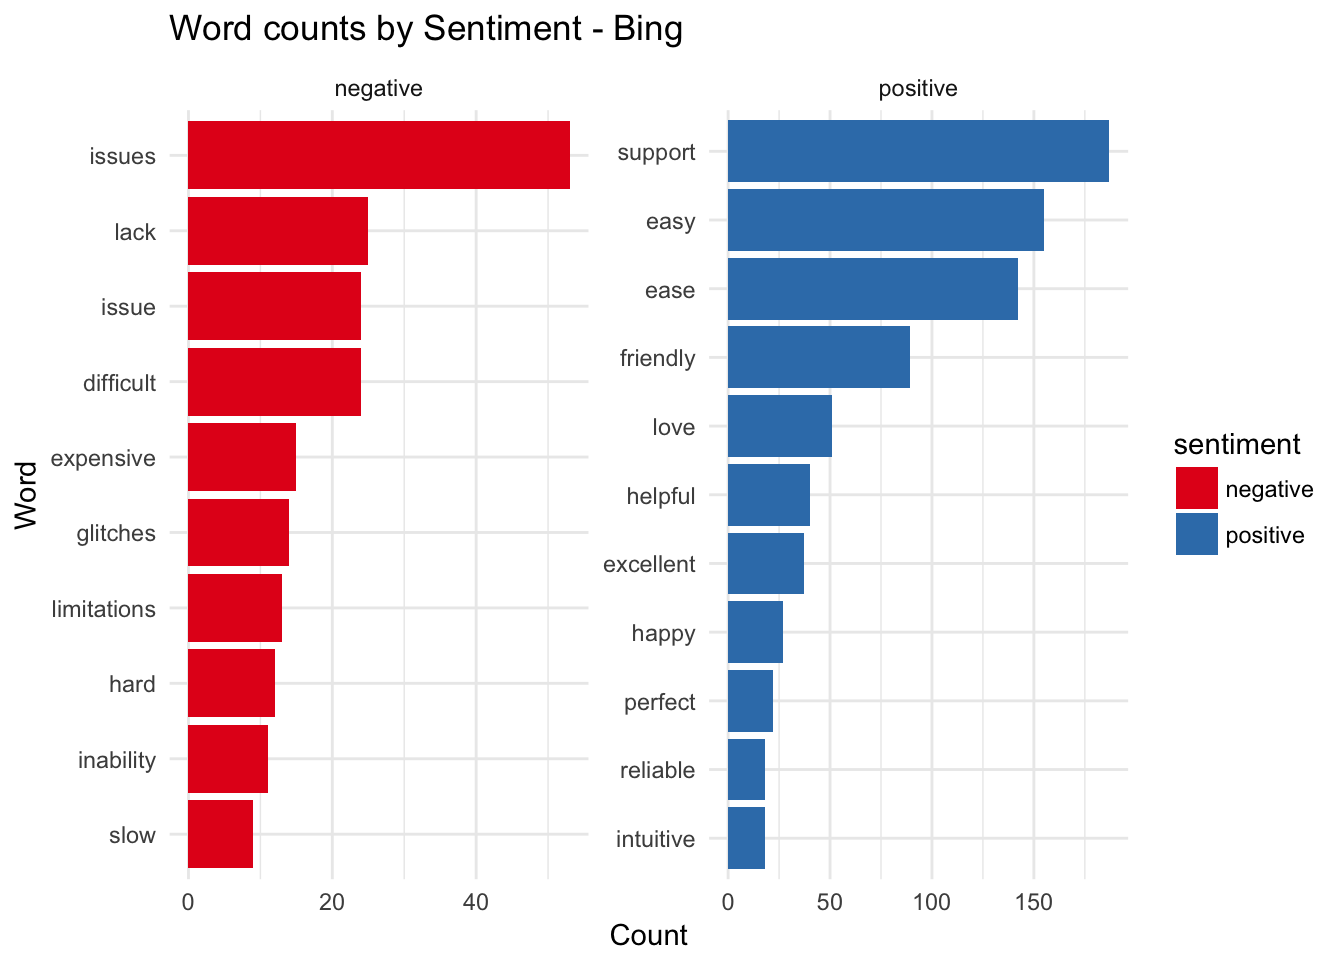 Word counts by Sentiment - Bing
negative
issues
lack
issue
difficult
expensive
glitches
limitations
hard
inability
slow
0 20 40
positive
support
easy
ease
friendly
love
helpful
excellent
happy
perfect
reliable
intuitive
0 50 100 150
Word
Count
sentiment
negative
positive